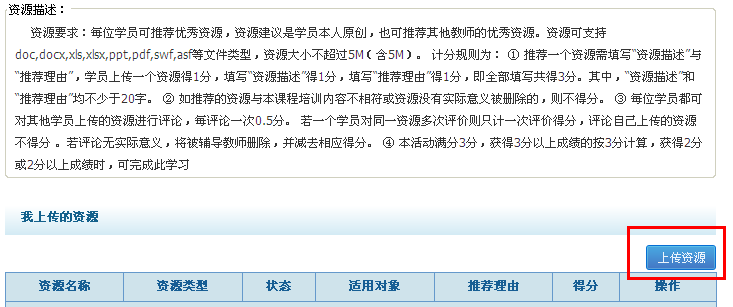 资源描述：
资源要求：每位学员可推荐优秀资源，资源建议是学员本人原创，也可推荐其他教师的优秀资源。资源可支持
doc,docx,xls,xlsx,ppt,pdf,swf,asf等文件类型，资源大小不超过5M（含5M）。 计分规则为： ① 推荐一个资源需填写“资源描述”与
“推荐理由”，学员上传一个资源得1分，填写“资源描述”得1分，填写“推荐理由”得1分，即全部填写共得3分。其中，“资源描述”和
“推荐理由”均不少于20字。 ② 如推荐的资源与本课程培训内容不相符或资源没有实际意义被删除的，则不得分。 ③ 每位学员都可
对其他学员上传的资源进行评论，每评论一次0.5分。 若一个学员对同一资源多次评价则只计一次评价得分，评论自己上传的资源
不得分 。若评论无实际意义，将被辅导教师删除，并减去相应得分。 ④ 本活动满分3分，获得3分以上成绩的按3分计算，获得2分
或2分以上成绩时，可完成此学习
我上传的资源
上传资源
资源名称 资源类型 状态 适用对象 推荐理由 得分 操作